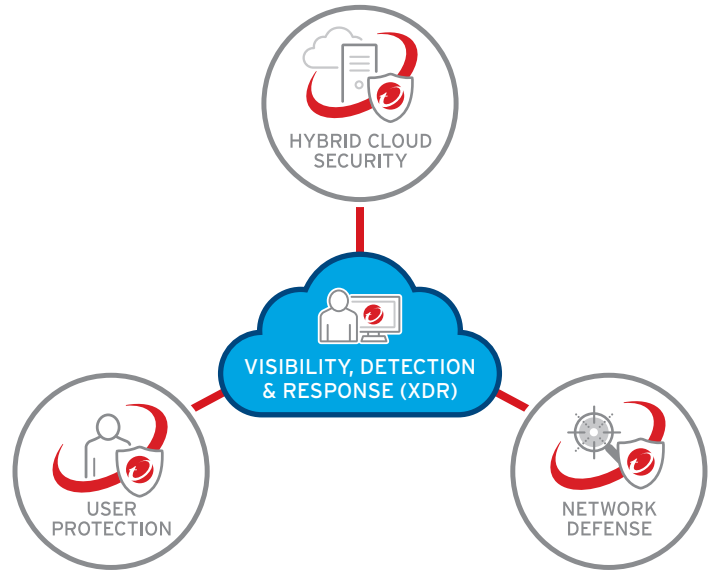 HYBRID CLOUD
SECURITY
VISIBILITY, DETECTION
& RESPONSE (XDR)
USER
PROTECTION
NETWORK
DEFENSE